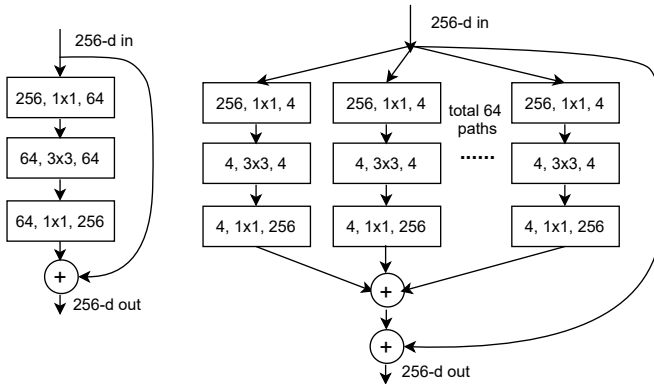 256-d in
256, 1x1, 64
64, 3x3, 64
64, 1x1, 256
+
256-d out
256-d in
256, 1x1, 4
256, 1x1, 4
total 64
paths
......
256, 1x1, 4
4, 3x3, 4
4, 3x3, 4
4, 3x3, 4
4, 1x1, 256
4, 1x1, 256
4, 1x1, 256
+
+
256-d out